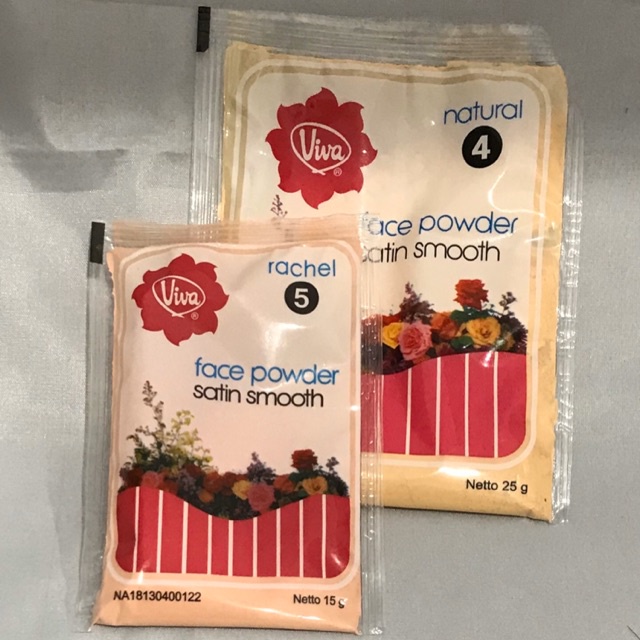 Viva
®
natural
4
face powder
satin smooth
Netto 25 g
Viva
®
rachel
5
face powder
satin smooth
NA18130400122
Netto 15 g